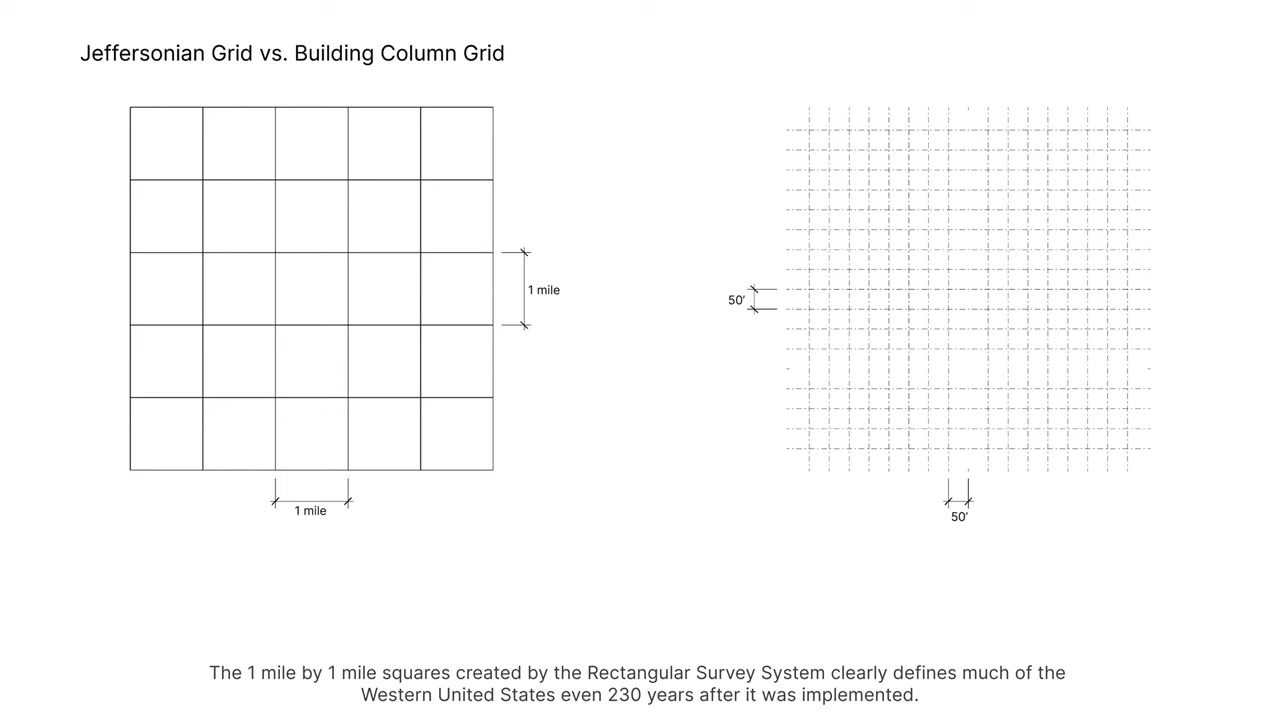 Jeffersonian Grid vs. Building Column Grid
1 mile
50’
1 mile
50’
The 1 mile by 1 mile squares created by the Rectangular Survey System clearly defines much of the
Western United States even 230 years after it was implemented.